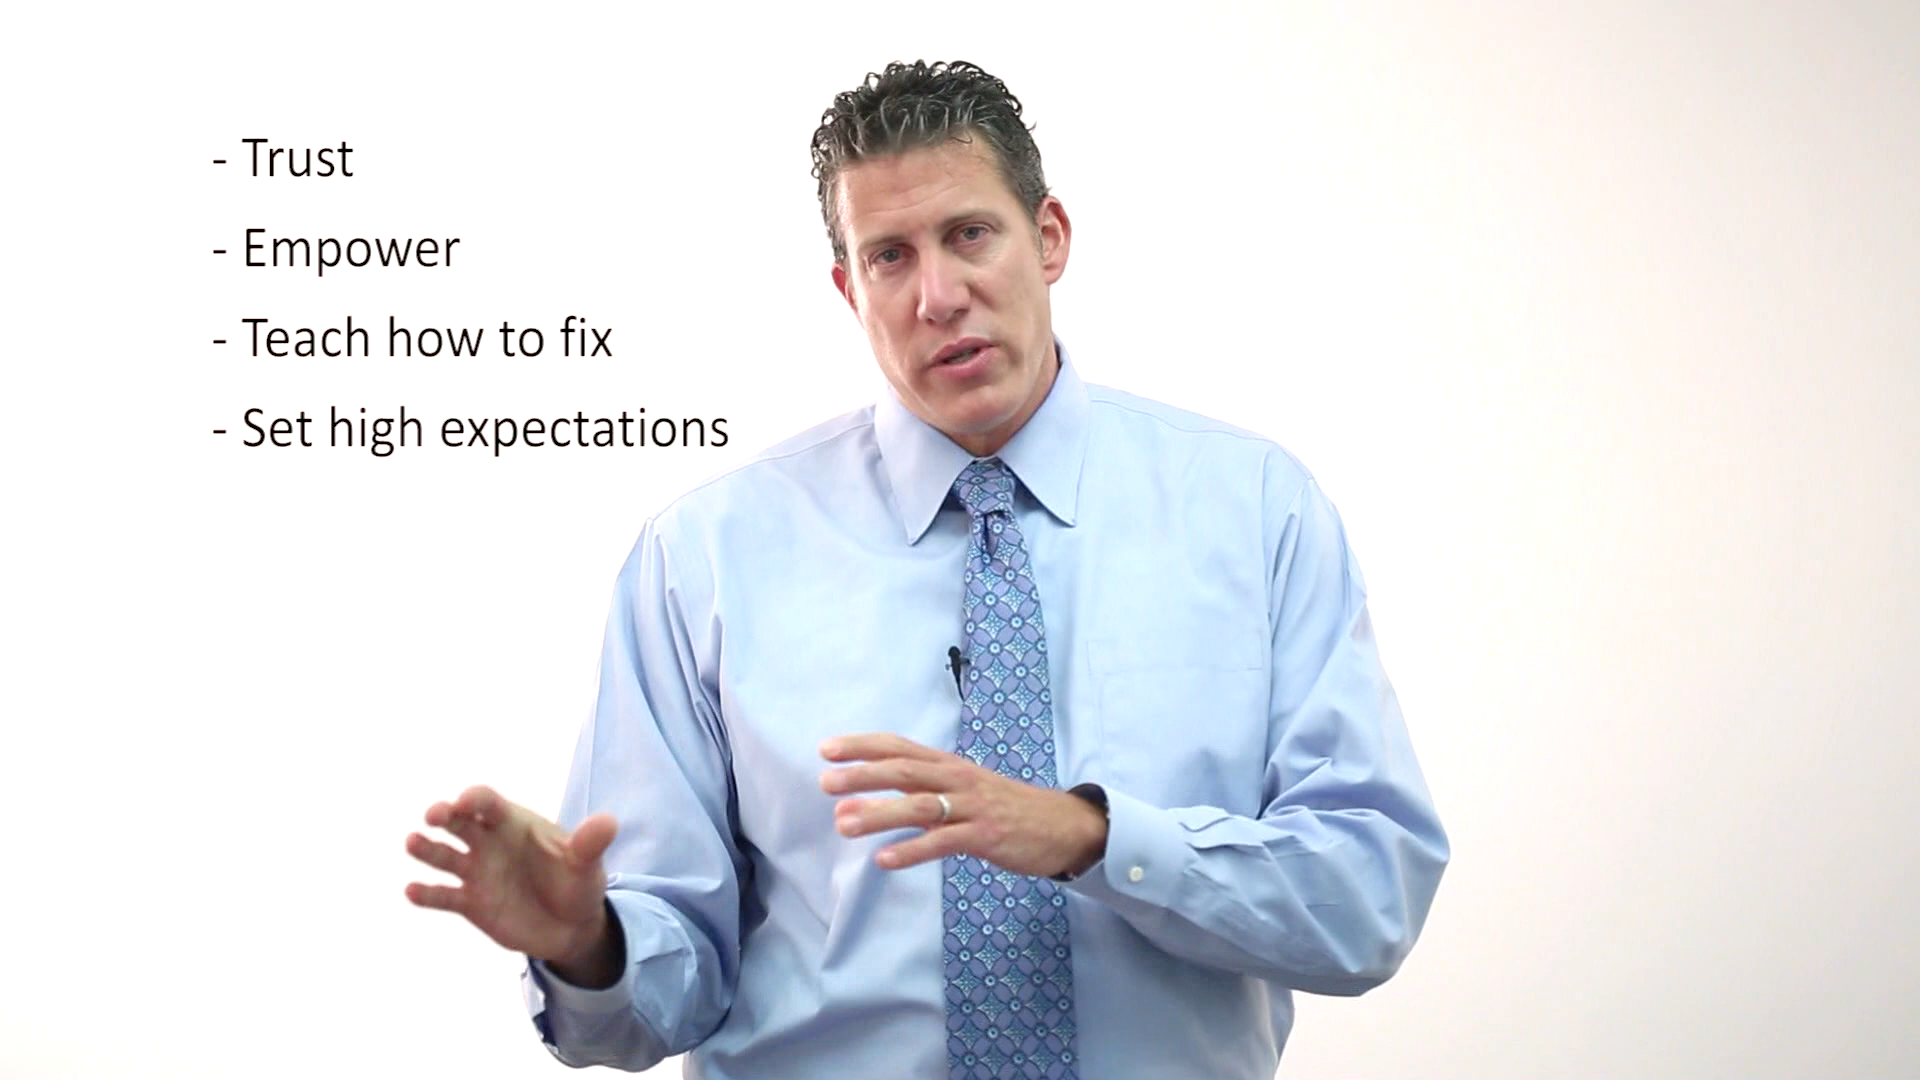 - Trust
- Empower
- Teach how to fix
- Set high expectations